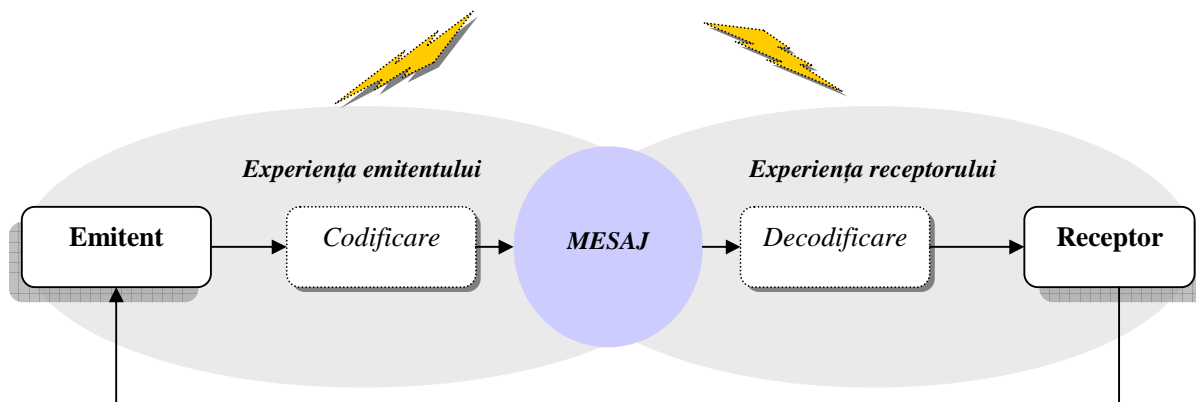 Experiența emitentului
Experiența receptorului
Emitent
Codificare
MESAJ
Decodificare
Receptor